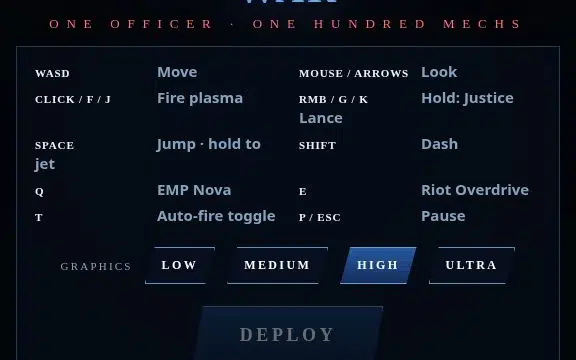 ONE OFFICER · ONE HUNDRED MECHS
WASD Move MOUSE / ARROWS Look
CLICK / F / J Fire plasma RMB / G / K Hold: Justice
Lance
SPACE Jump · hold to SHIFT Dash
jet
Q EMP Nova E Riot Overdrive
T Auto-fire toggle P / ESC Pause
GRAPHICS LOW MEDIUM HIGH ULTRA
DEPLOY